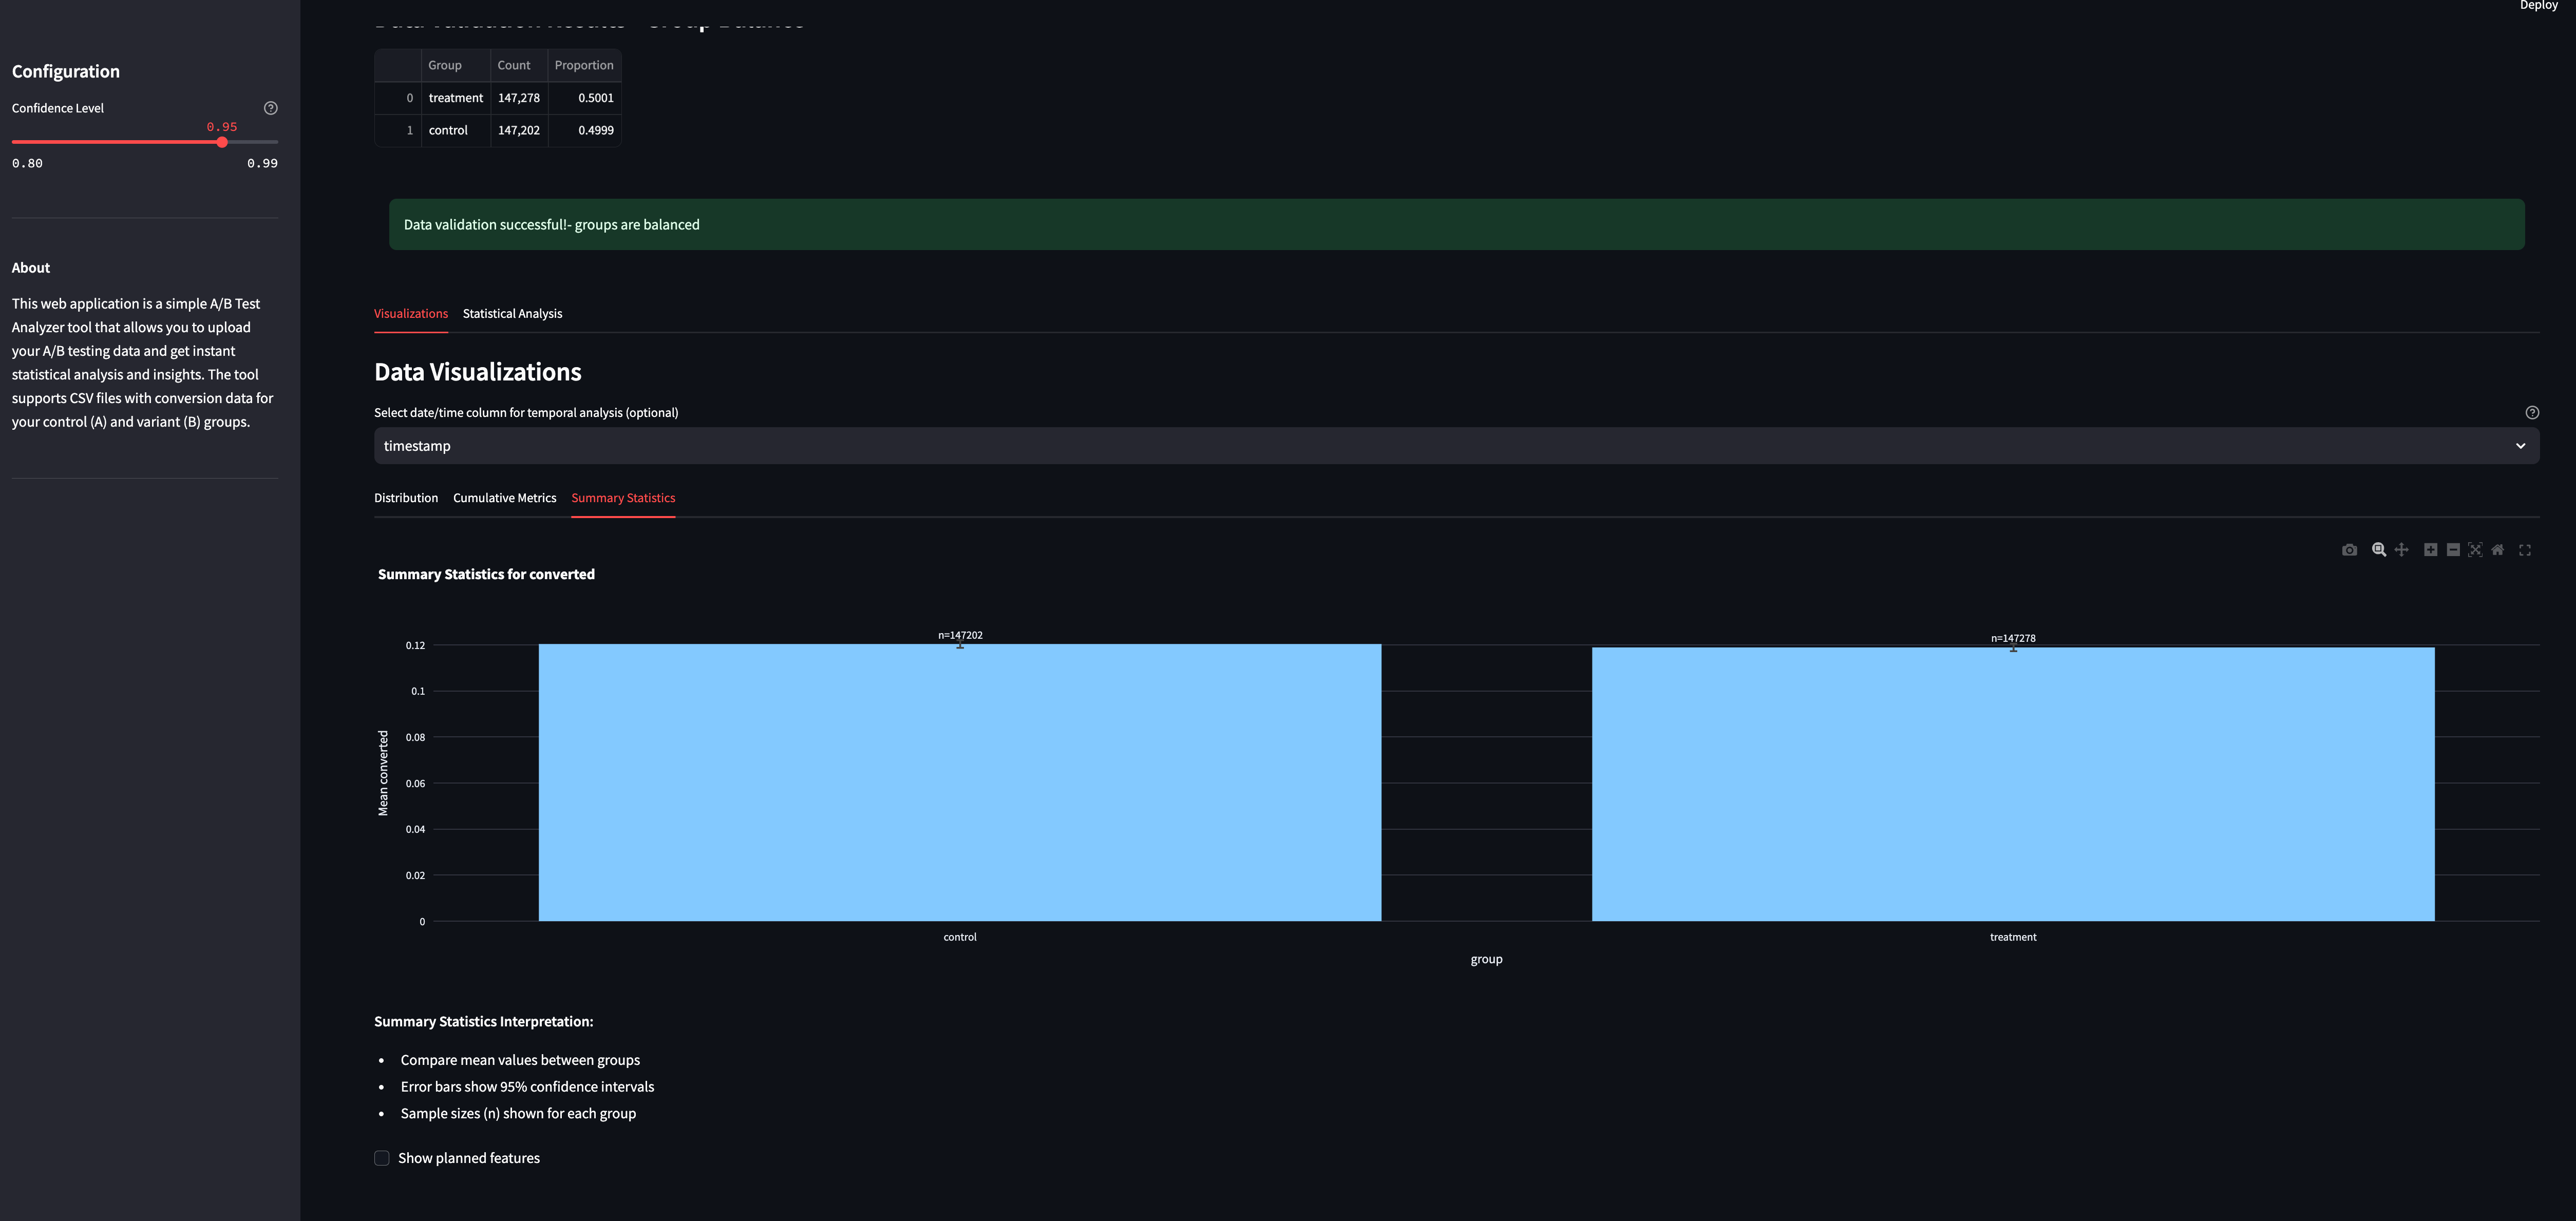 Deploy
Configuration
Confidence Level
0.95
0.80 0.99
About
This web application is a simple A/B Test
Analyzer tool that allows you to upload
your A/B testing data and get instant
statistical analysis and insights. The tool
supports CSV files with conversion data for
your control (A) and variant (B) groups.
Group Count Proportion
0 treatment 147,278 0.5001
1 control 147,202 0.4999
Data validation successful!- groups are balanced
Visualizations Statistical Analysis
Data Visualizations
Select date/time column for temporal analysis (optional)
timestamp
Distribution Cumulative Metrics Summary Statistics
Summary Statistics for converted
n=147202
n=147278
0.12
0.1
0.08
0.06
0.04
0.02
0
Mean converted
control
treatment
group
Summary Statistics Interpretation:
• Compare mean values between groups
• Error bars show 95% confidence intervals
• Sample sizes (n) shown for each group
Show planned features